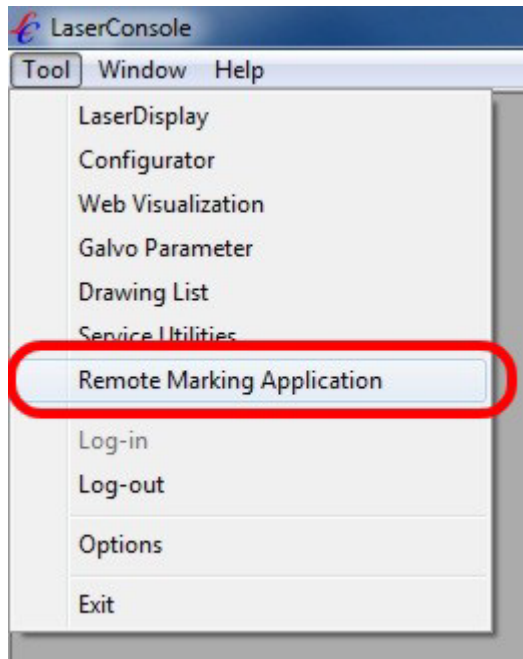 LaserConsole
Tool Window Help
LaserDisplay
Configurator
Web Visualization
Galvo Parameter
Drawing List
Service Utilities
Remote Marking Application
Log-in
Log-out
Options
Exit